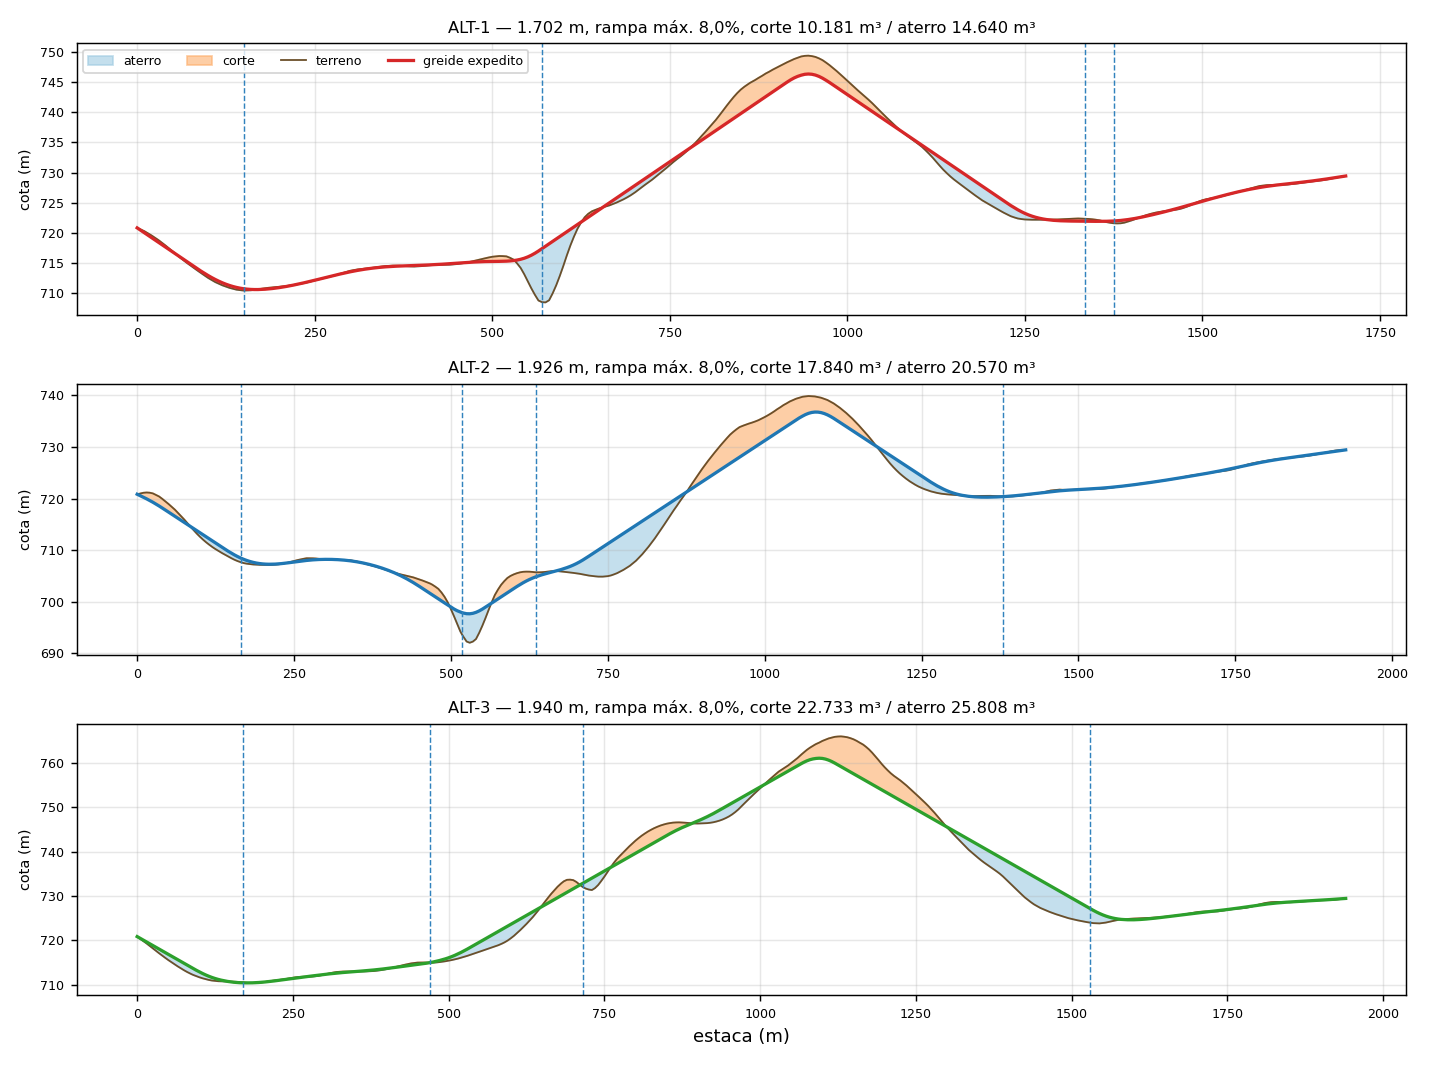 ALT-1 — 1.702 m, rampa máx. 8,0%, corte 10.181 m³ / aterro 14.640 m³
aterro corte terreno greide expedito
cota (m)
750
745
740
735
730
725
720
715
710
0 250 500 750 1000 1250 1500 1750
ALT-2 — 1.926 m, rampa máx. 8,0%, corte 17.840 m³ / aterro 20.570 m³
cota (m)
740
730
720
710
700
690
0 250 500 750 1000 1250 1500 1750 2000
ALT-3 — 1.940 m, rampa máx. 8,0%, corte 22.733 m³ / aterro 25.808 m³
cota (m)
760
750
740
730
720
710
0 250 500 750 1000 1250 1500 1750 2000
estaca (m)